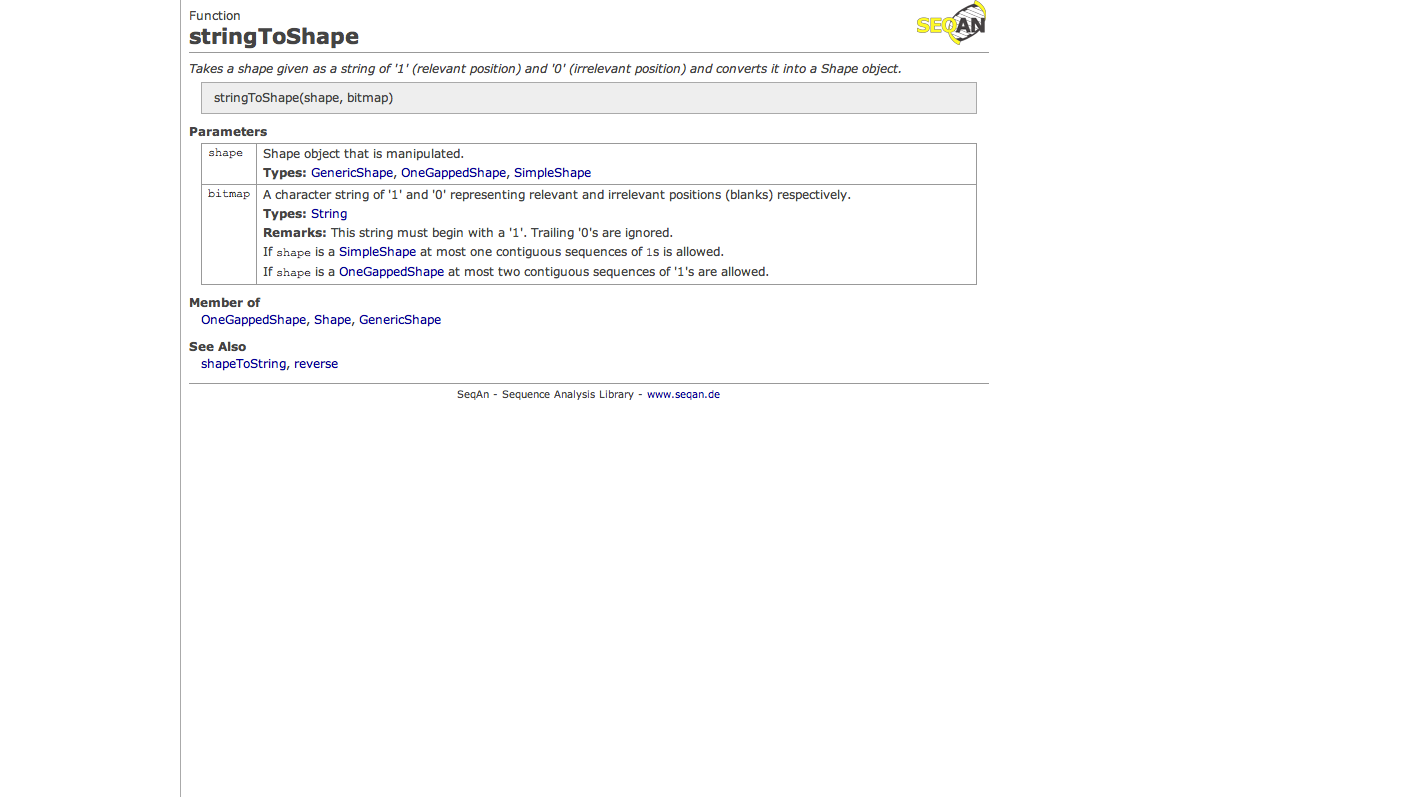 Function
SEQAN
stringToShape
Takes a shape given as a string of '1' (relevant position) and '0' (irrelevant position) and converts it into a Shape object.
stringToShape(shape, bitmap)
Parameters
shape Shape object that is manipulated.
Types: GenericShape, OneGappedShape, SimpleShape
bitmap A character string of '1' and '0' representing relevant and irrelevant positions (blanks) respectively.
Types: String
Remarks: This string must begin with a '1'. Trailing '0's are ignored.
If shape is a SimpleShape at most one contiguous sequences of 1s is allowed.
If shape is a OneGappedShape at most two contiguous sequences of '1's are allowed.
Member of
OneGappedShape, Shape, GenericShape
See Also
shapeToString, reverse
SeqAn - Sequence Analysis Library - www.seqan.de